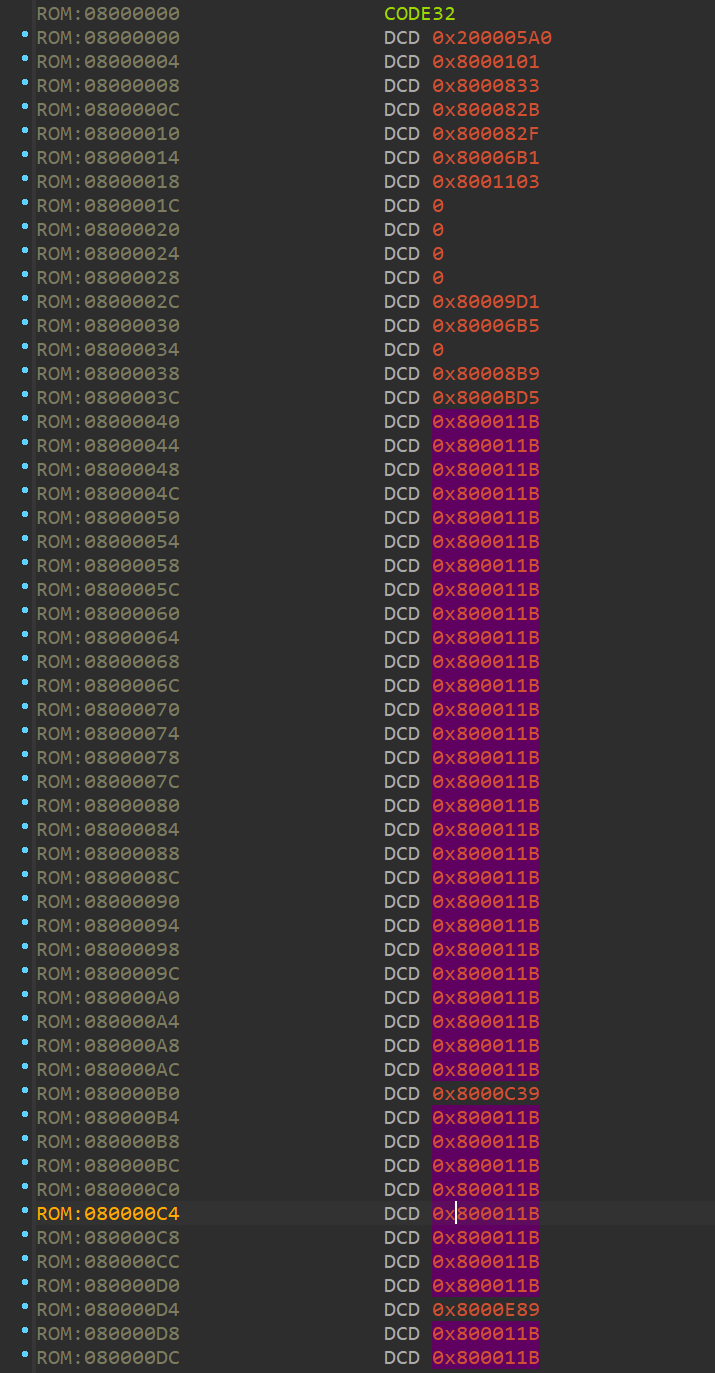 ROM:08000000 CODE32
ROM:08000000 DCD 0x200005A0
ROM:08000004 DCD 0x8000101
ROM:08000008 DCD 0x8000833
ROM:0800000C DCD 0x800082B
ROM:08000010 DCD 0x800082F
ROM:08000014 DCD 0x80006B1
ROM:08000018 DCD 0x8001103
ROM:0800001C DCD 0
ROM:08000020 DCD 0
ROM:08000024 DCD 0
ROM:08000028 DCD 0
ROM:0800002C DCD 0x80009D1
ROM:08000030 DCD 0x80006B5
ROM:08000034 DCD 0
ROM:08000038 DCD 0x80008B9
ROM:0800003C DCD 0x8000BD5
ROM:08000040 DCD 0x800011B
ROM:08000044 DCD 0x800011B
ROM:08000048 DCD 0x800011B
ROM:0800004C DCD 0x800011B
ROM:08000050 DCD 0x800011B
ROM:08000054 DCD 0x800011B
ROM:08000058 DCD 0x800011B
ROM:0800005C DCD 0x800011B
ROM:08000060 DCD 0x800011B
ROM:08000064 DCD 0x800011B
ROM:08000068 DCD 0x800011B
ROM:0800006C DCD 0x800011B
ROM:08000070 DCD 0x800011B
ROM:08000074 DCD 0x800011B
ROM:08000078 DCD 0x800011B
ROM:0800007C DCD 0x800011B
ROM:08000080 DCD 0x800011B
ROM:08000084 DCD 0x800011B
ROM:08000088 DCD 0x800011B
ROM:0800008C DCD 0x800011B
ROM:08000090 DCD 0x800011B
ROM:08000094 DCD 0x800011B
ROM:08000098 DCD 0x800011B
ROM:0800009C DCD 0x800011B
ROM:080000A0 DCD 0x800011B
ROM:080000A4 DCD 0x800011B
ROM:080000A8 DCD 0x800011B
ROM:080000AC DCD 0x800011B
ROM:080000B0 DCD 0x8000C39
ROM:080000B4 DCD 0x800011B
ROM:080000B8 DCD 0x800011B
ROM:080000BC DCD 0x800011B
ROM:080000C0 DCD 0x800011B
ROM:080000C4 DCD 0x800011B
ROM:080000C8 DCD 0x800011B
ROM:080000CC DCD 0x800011B
ROM:080000D0 DCD 0x800011B
ROM:080000D4 DCD 0x8000E89
ROM:080000D8 DCD 0x800011B
ROM:080000DC DCD 0x800011B